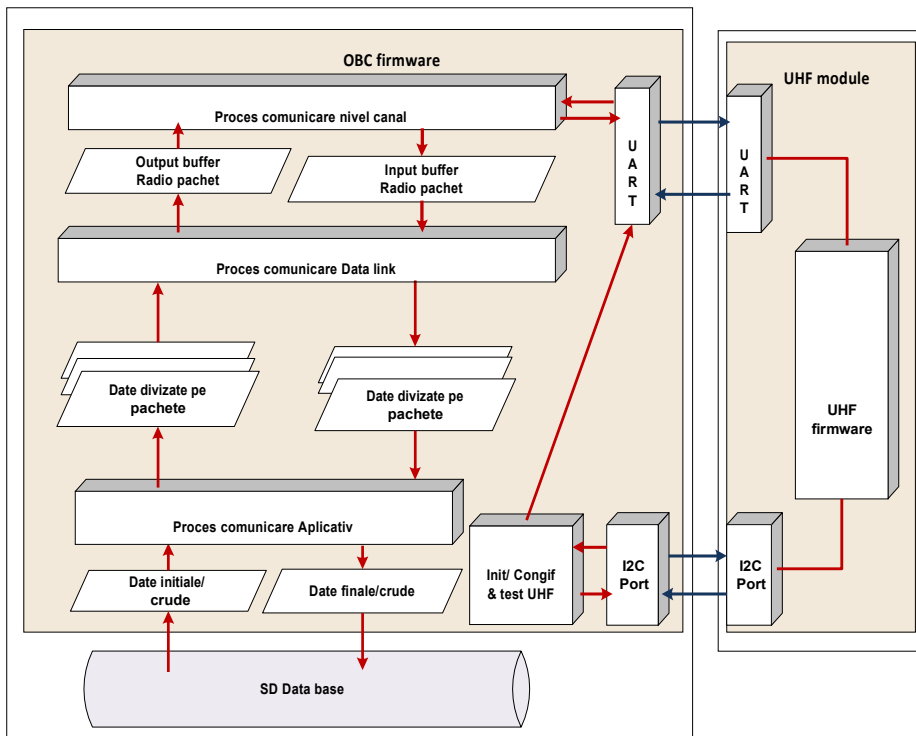 OBC firmware
UHF module
Proces comunicare nivel canal
Output buffer
Radio pachet
Input buffer
Radio pachet
U
A
R
T
U
A
R
T
Proces comunicare Data link
Date divizate pe
pachete
Date divizate pe
pachete
UHF
firmware
Proces comunicare Aplicativ
Date initiale/
crude
Date finale/crude
Init/ Congif
& test UHF
I2C
Port
I2C
Port
SD Data base